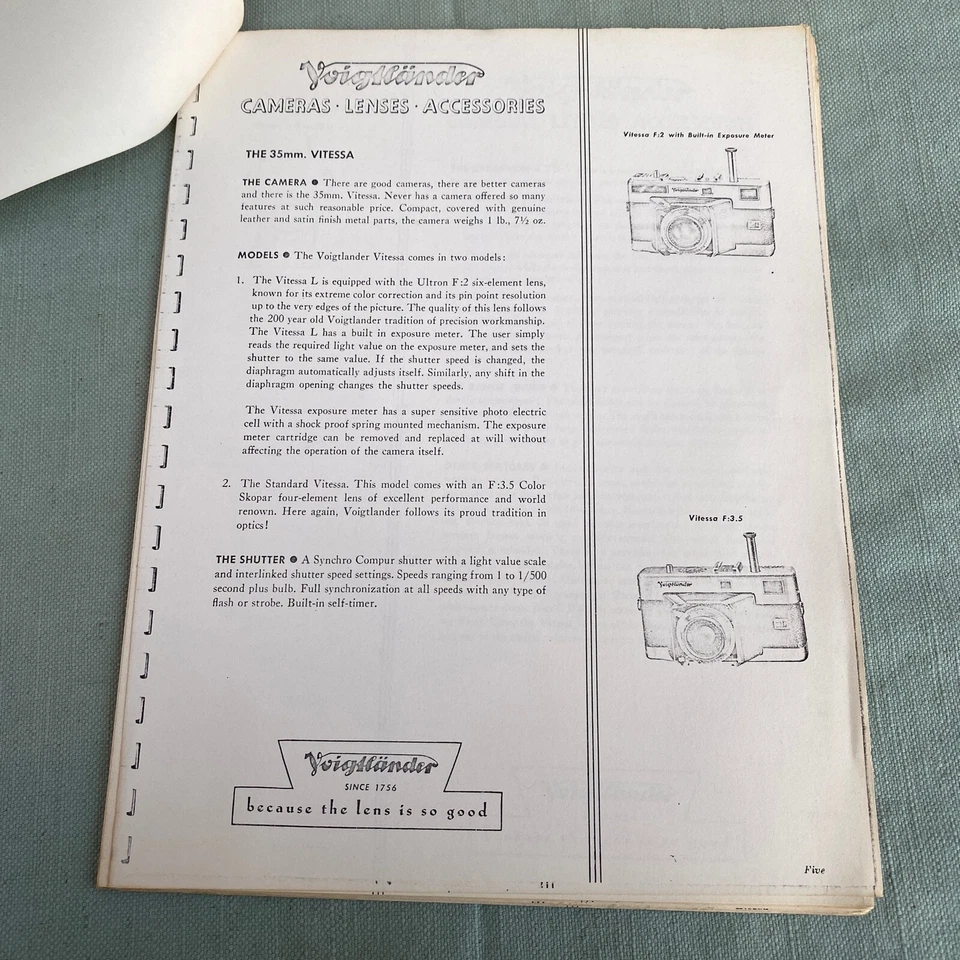 Voigtländer
CAMERAS · LENSES · ACCESSORIES
THE 35mm. VITESSA
THE CAMERA ● There are good cameras, there are better cameras
and there is the 35mm. Vitessa. Never has a camera offered so many
features at such reasonable price. Compact, covered with genuine
leather and satin finish metal parts, the camera weighs 1 lb., 7½ oz.
MODELS ● The Voigtlander Vitessa comes in two models:
1. The Vitessa L is equipped with the Ultron F:2 six-element lens,
known for its extreme color correction and its pin point resolution
up to the very edges of the picture. The quality of this lens follows
the 200 year old Voigtlander tradition of precision workmanship.
The Vitessa L has a built in exposure meter. The user simply
reads the required light value on the exposure meter, and sets the
shutter to the same value. If the shutter speed is changed, the
diaphragm automatically adjusts itself. Similarly, any shift in the
diaphragm opening changes the shutter speeds.
The Vitessa exposure meter has a super sensitive photo electric
cell with a shock proof spring mounted mechanism. The exposure
meter cartridge can be removed and replaced at will without
affecting the operation of the camera itself.
2. The Standard Vitessa. This model comes with an F:3.5 Color
Skopar four-element lens of excellent performance and world
renown. Here again, Voigtlander follows its proud tradition in
optics!
THE SHUTTER ● A Synchro Compur shutter with a light value scale
and interlinked shutter speed settings. Speeds ranging from 1 to 1/500
second plus bulb. Full synchronization at all speeds with any type of
flash or strobe. Built-in self-timer.
Voigtländer
SINCE 1756
because the lens is so good
Vitessa F:2 with Built-in Exposure Meter
Voigtländer
Vitessa F:3.5
Voigtländer
Five